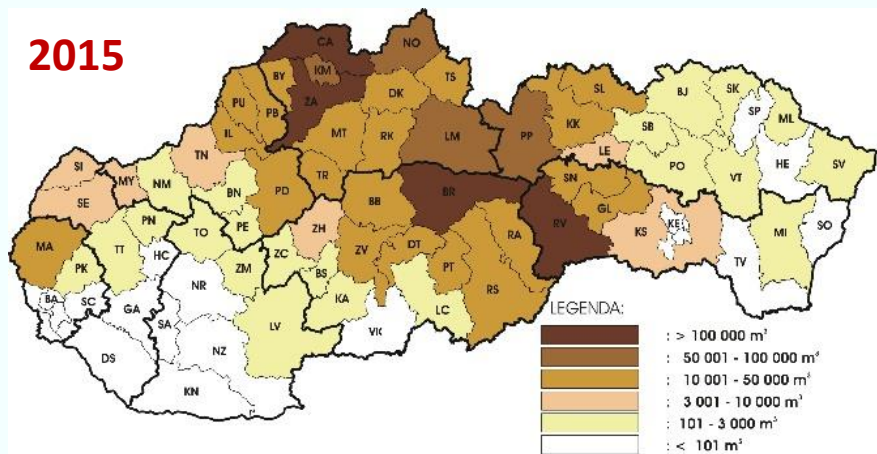 2015
CA NO
KM
BY TS
ZA DK
PU SL SK
PB BJ
IL MT RK LM PP KK SP ML
SB
TN LE HE SV
SI MY NM PO VT
BN TR SN
SE PD BB BR GL
PN PE ZH RV KS KE MI SO
MA TT TO ZV DT RA TV
HC ZC
PK ZM BS PT
BA SC NR KA RS
GA SA LV LC
VK
DS NZ
KN
LEGENDA:
: > 100 000 m³
: 50 001 - 100 000 m³
: 10 001 - 50 000 m³
: 3 001 - 10 000 m³
: 101 - 3 000 m³
: < 101 m³